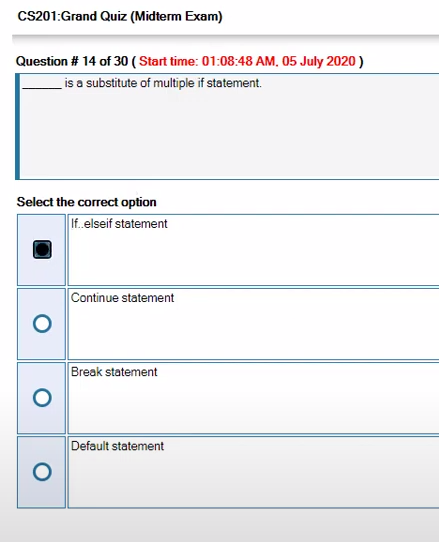 CS201:Grand Quiz (Midterm Exam)
Question # 14 of 30 ( Start time: 01:08:48 AM, 05 July 2020 )
______ is a substitute of multiple if statement.
Select the correct option
If..elseif statement
Continue statement
Break statement
Default statement